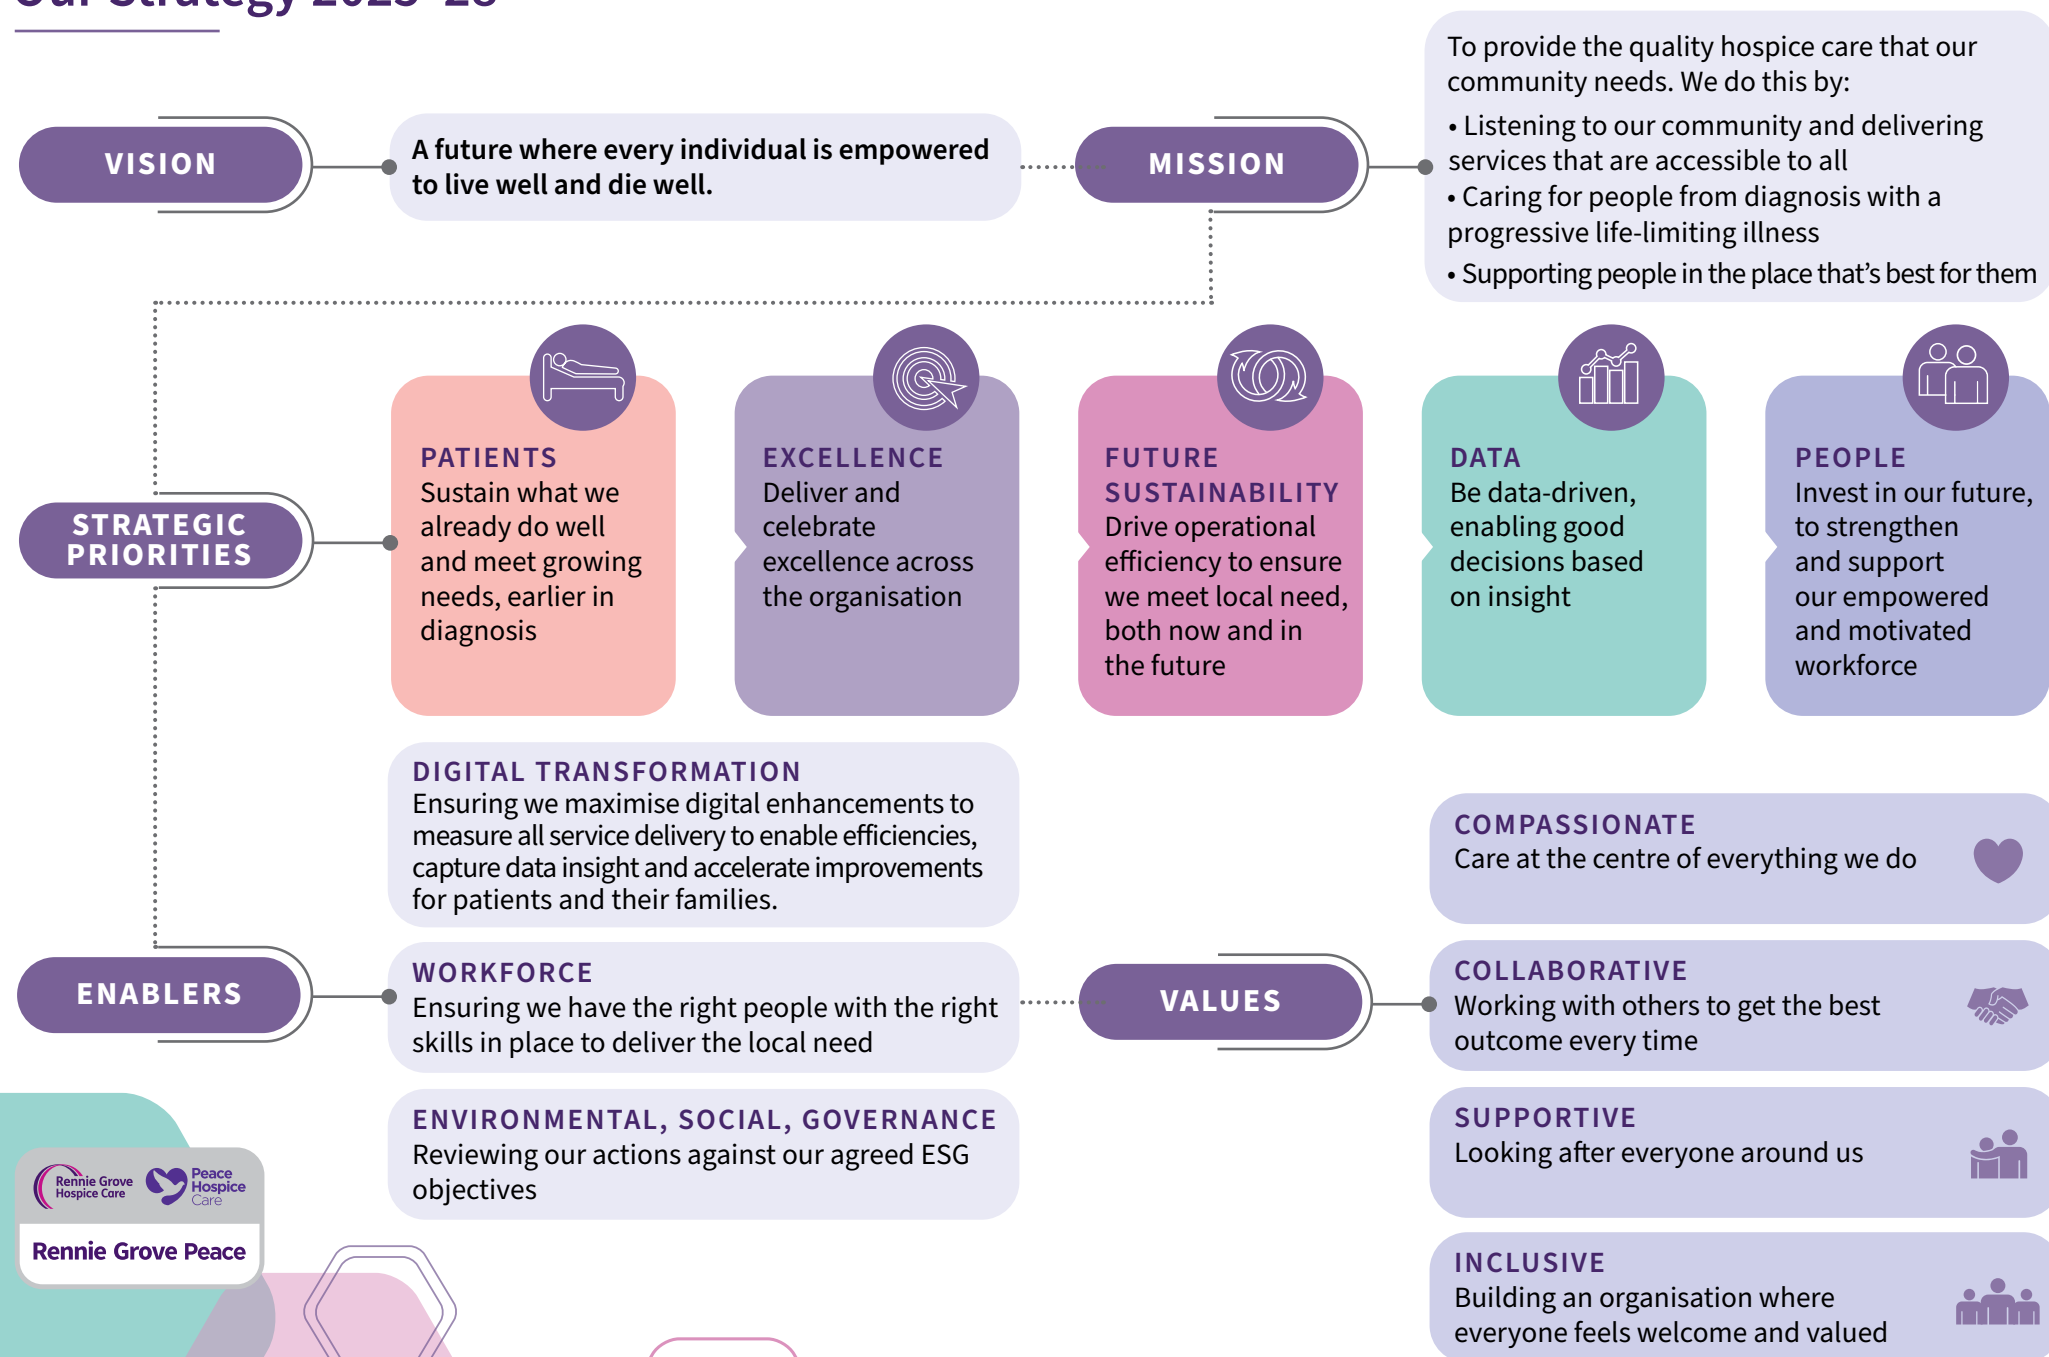 Our Strategy 2023–28
VISION
A future where every individual is empowered
to live well and die well.
MISSION
To provide the quality hospice care that our
community needs. We do this by:
• Listening to our community and delivering
services that are accessible to all
• Caring for people from diagnosis with a
progressive life-limiting illness
• Supporting people in the place that's best for them
STRATEGIC
PRIORITIES
PATIENTS
Sustain what we
already do well
and meet growing
needs, earlier in
diagnosis
EXCELLENCE
Deliver and
celebrate
excellence across
the organisation
FUTURE
SUSTAINABILITY
Drive operational
efficiency to ensure
we meet local need,
both now and in
the future
DATA
Be data-driven,
enabling good
decisions based
on insight
PEOPLE
Invest in our future,
to strengthen
and support
our empowered
and motivated
workforce
ENABLERS
DIGITAL TRANSFORMATION
Ensuring we maximise digital enhancements to
measure all service delivery to enable efficiencies,
capture data insight and accelerate improvements
for patients and their families.
WORKFORCE
Ensuring we have the right people with the right
skills in place to deliver the local need
ENVIRONMENTAL, SOCIAL, GOVERNANCE
Reviewing our actions against our agreed ESG
objectives
VALUES
COMPASSIONATE
Care at the centre of everything we do
COLLABORATIVE
Working with others to get the best
outcome every time
SUPPORTIVE
Looking after everyone around us
INCLUSIVE
Building an organisation where
everyone feels welcome and valued
Rennie Grove
Hospice Care
Peace
Hospice
Care
Rennie Grove Peace